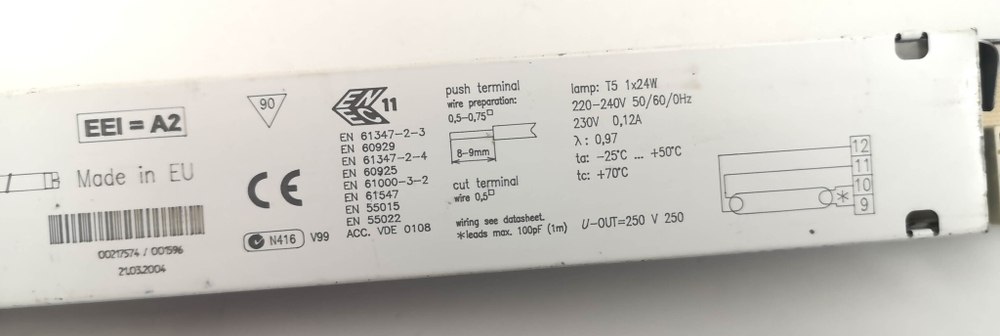 EEI = A2
Made in EU
00217574 / 001596
21.03.2004
90
11
N416 V99
EN 61347-2-3
EN 60929
EN 61347-2-4
EN 60925
EN 61000-3-2
EN 61547
EN 55015
EN 55022
ACC. VDE 0108
push terminal
wire preparation:
0,5-0,75□
8-9mm
cut terminal
wire 0,5□
wiring see datasheet.
*leads max. 100pF (1m)
lamp: T5 1x24W
220-240V 50/60/0Hz
230V 0,12A
λ: 0,97
ta: -25°C ... +50°C
tc: +70°C
U-OUT=250 V 250
12
11
10
*
9